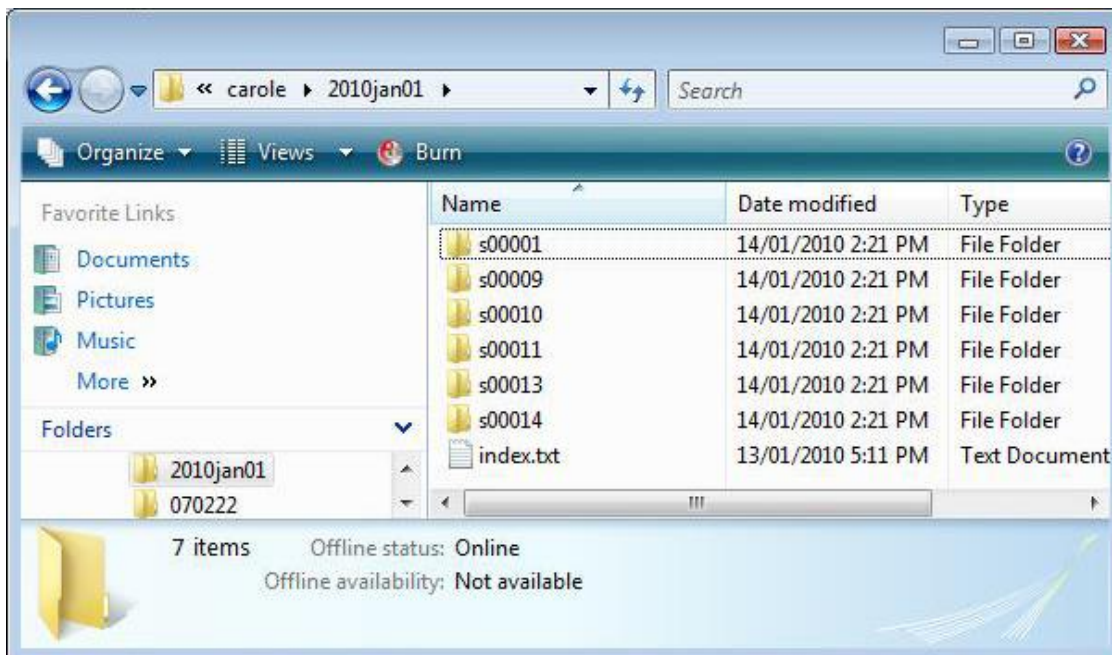 « carole ▸ 2010jan01 ▸ Search
Organize Views Burn
Favorite Links
Documents
Pictures
Music
More »
Folders
2010jan01
070222
Name Date modified Type
s00001 14/01/2010 2:21 PM File Folder
s00009 14/01/2010 2:21 PM File Folder
s00010 14/01/2010 2:21 PM File Folder
s00011 14/01/2010 2:21 PM File Folder
s00013 14/01/2010 2:21 PM File Folder
s00014 14/01/2010 2:21 PM File Folder
index.txt 13/01/2010 5:11 PM Text Document
7 items Offline status: Online
Offline availability: Not available